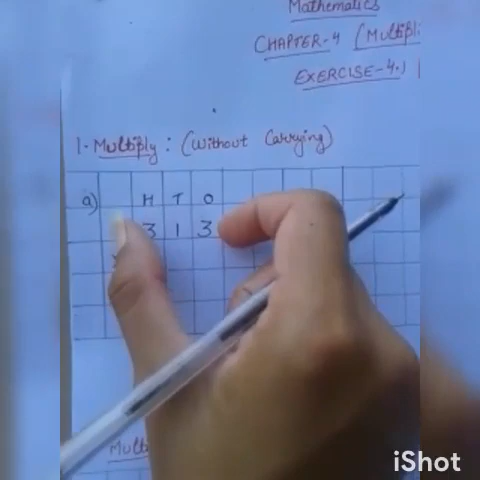 Mathematics
CHAPTER-4 (Multipli
EXERCISE-4.1
1. Multiply : (without Carrying)
a) H T O
3 1 3
Mult
iShot